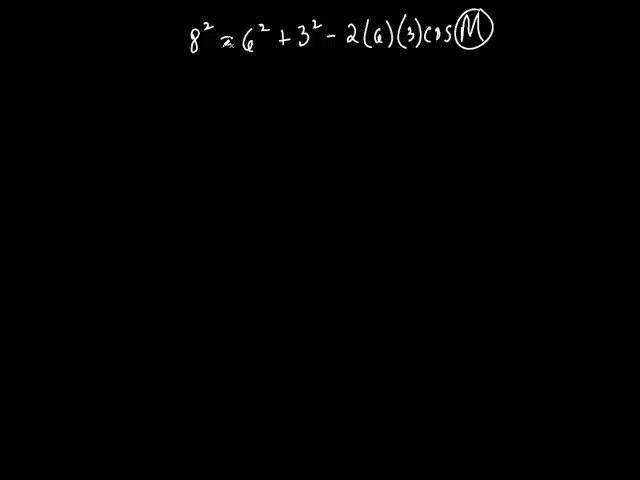 8² = 6² + 3² - 2(6)(3)cos M